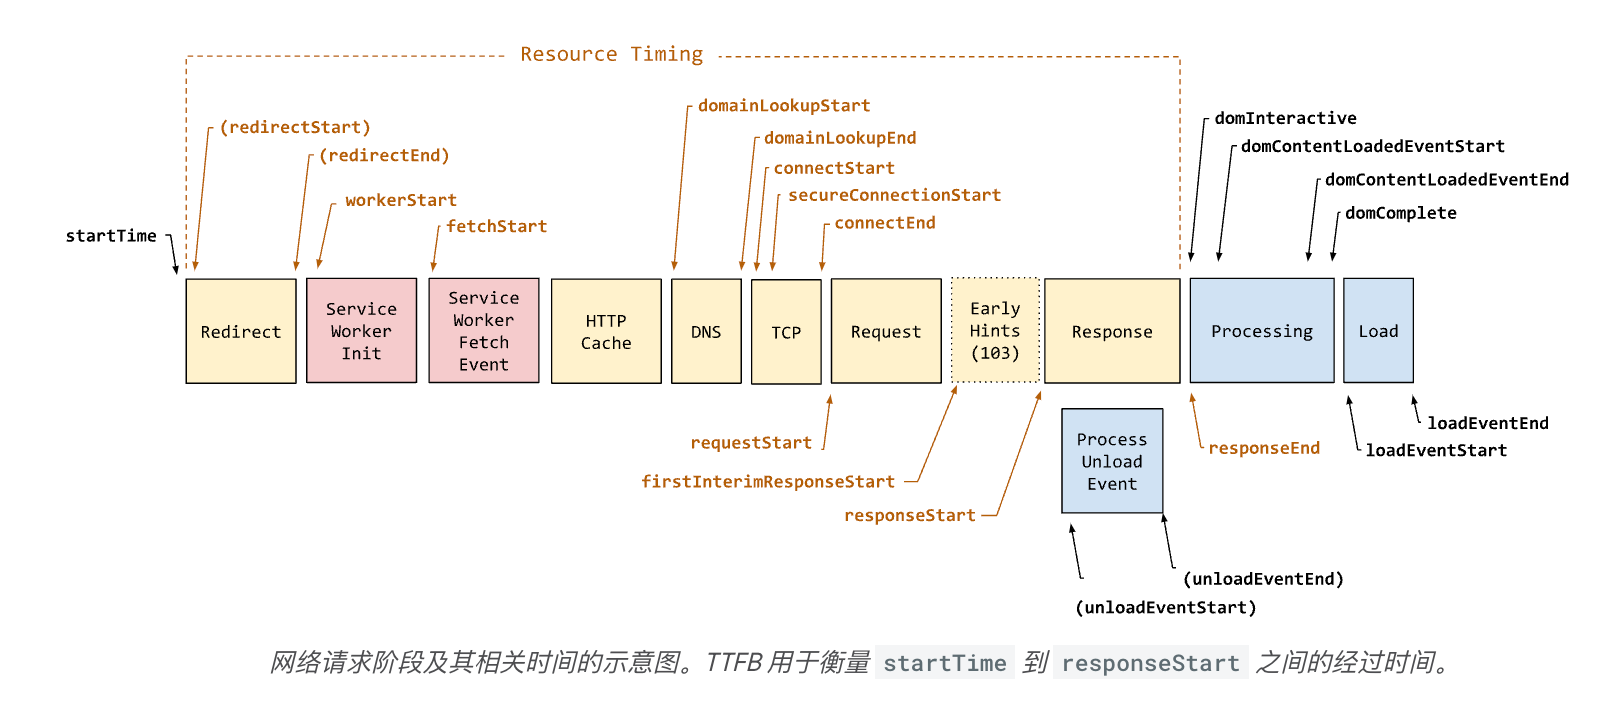 Resource Timing
domainLookupStart
domInteractive
(redirectStart)
domainLookupEnd
domContentLoadedEventStart
(redirectEnd)
connectStart
domContentLoadedEventEnd
workerStart
secureConnectionStart
domComplete
fetchStart
connectEnd
startTime
Redirect
Service
Worker
Init
Service
Worker
Fetch
Event
HTTP
Cache
DNS
TCP
Request
Early
Hints
(103)
Response
Processing
Load
requestStart
firstInterimResponseStart
responseStart
Process
Unload
Event
responseEnd
loadEventEnd
loadEventStart
(unloadEventEnd)
(unloadEventStart)
网络请求阶段及其相关时间的示意图。TTFB 用于衡量 startTime 到 responseStart 之间的经过时间。